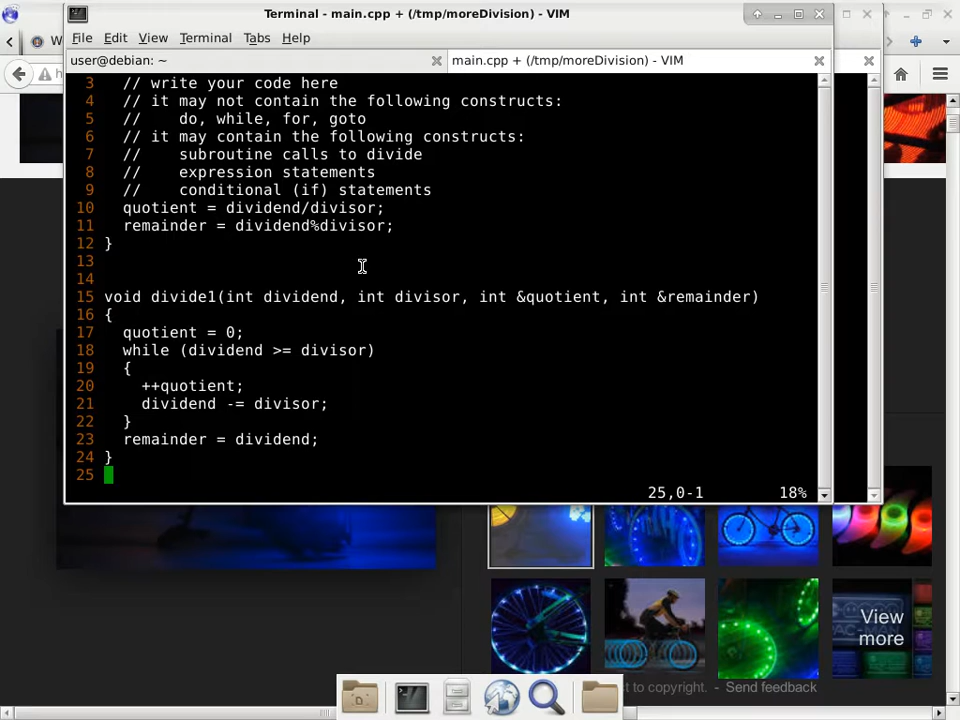 Terminal - main.cpp + (/tmp/moreDivision) - VIM
File Edit View Terminal Tabs Help
user@debian: ~
main.cpp + (/tmp/moreDivision) - VIM
3 // write your code here
4 // it may not contain the following constructs:
5 // do, while, for, goto
6 // it may contain the following constructs:
7 // subroutine calls to divide
8 // expression statements
9 // conditional (if) statements
10 quotient = dividend/divisor;
11 remainder = dividend%divisor;
12 }
13
14
15 void divide1(int dividend, int divisor, int &quotient, int &remainder)
16 {
17 quotient = 0;
18 while (dividend >= divisor)
19 {
20 ++quotient;
21 dividend -= divisor;
22 }
23 remainder = dividend;
24 }
25
25,0-1 18%
View
more
ct to copyright. - Send feedback